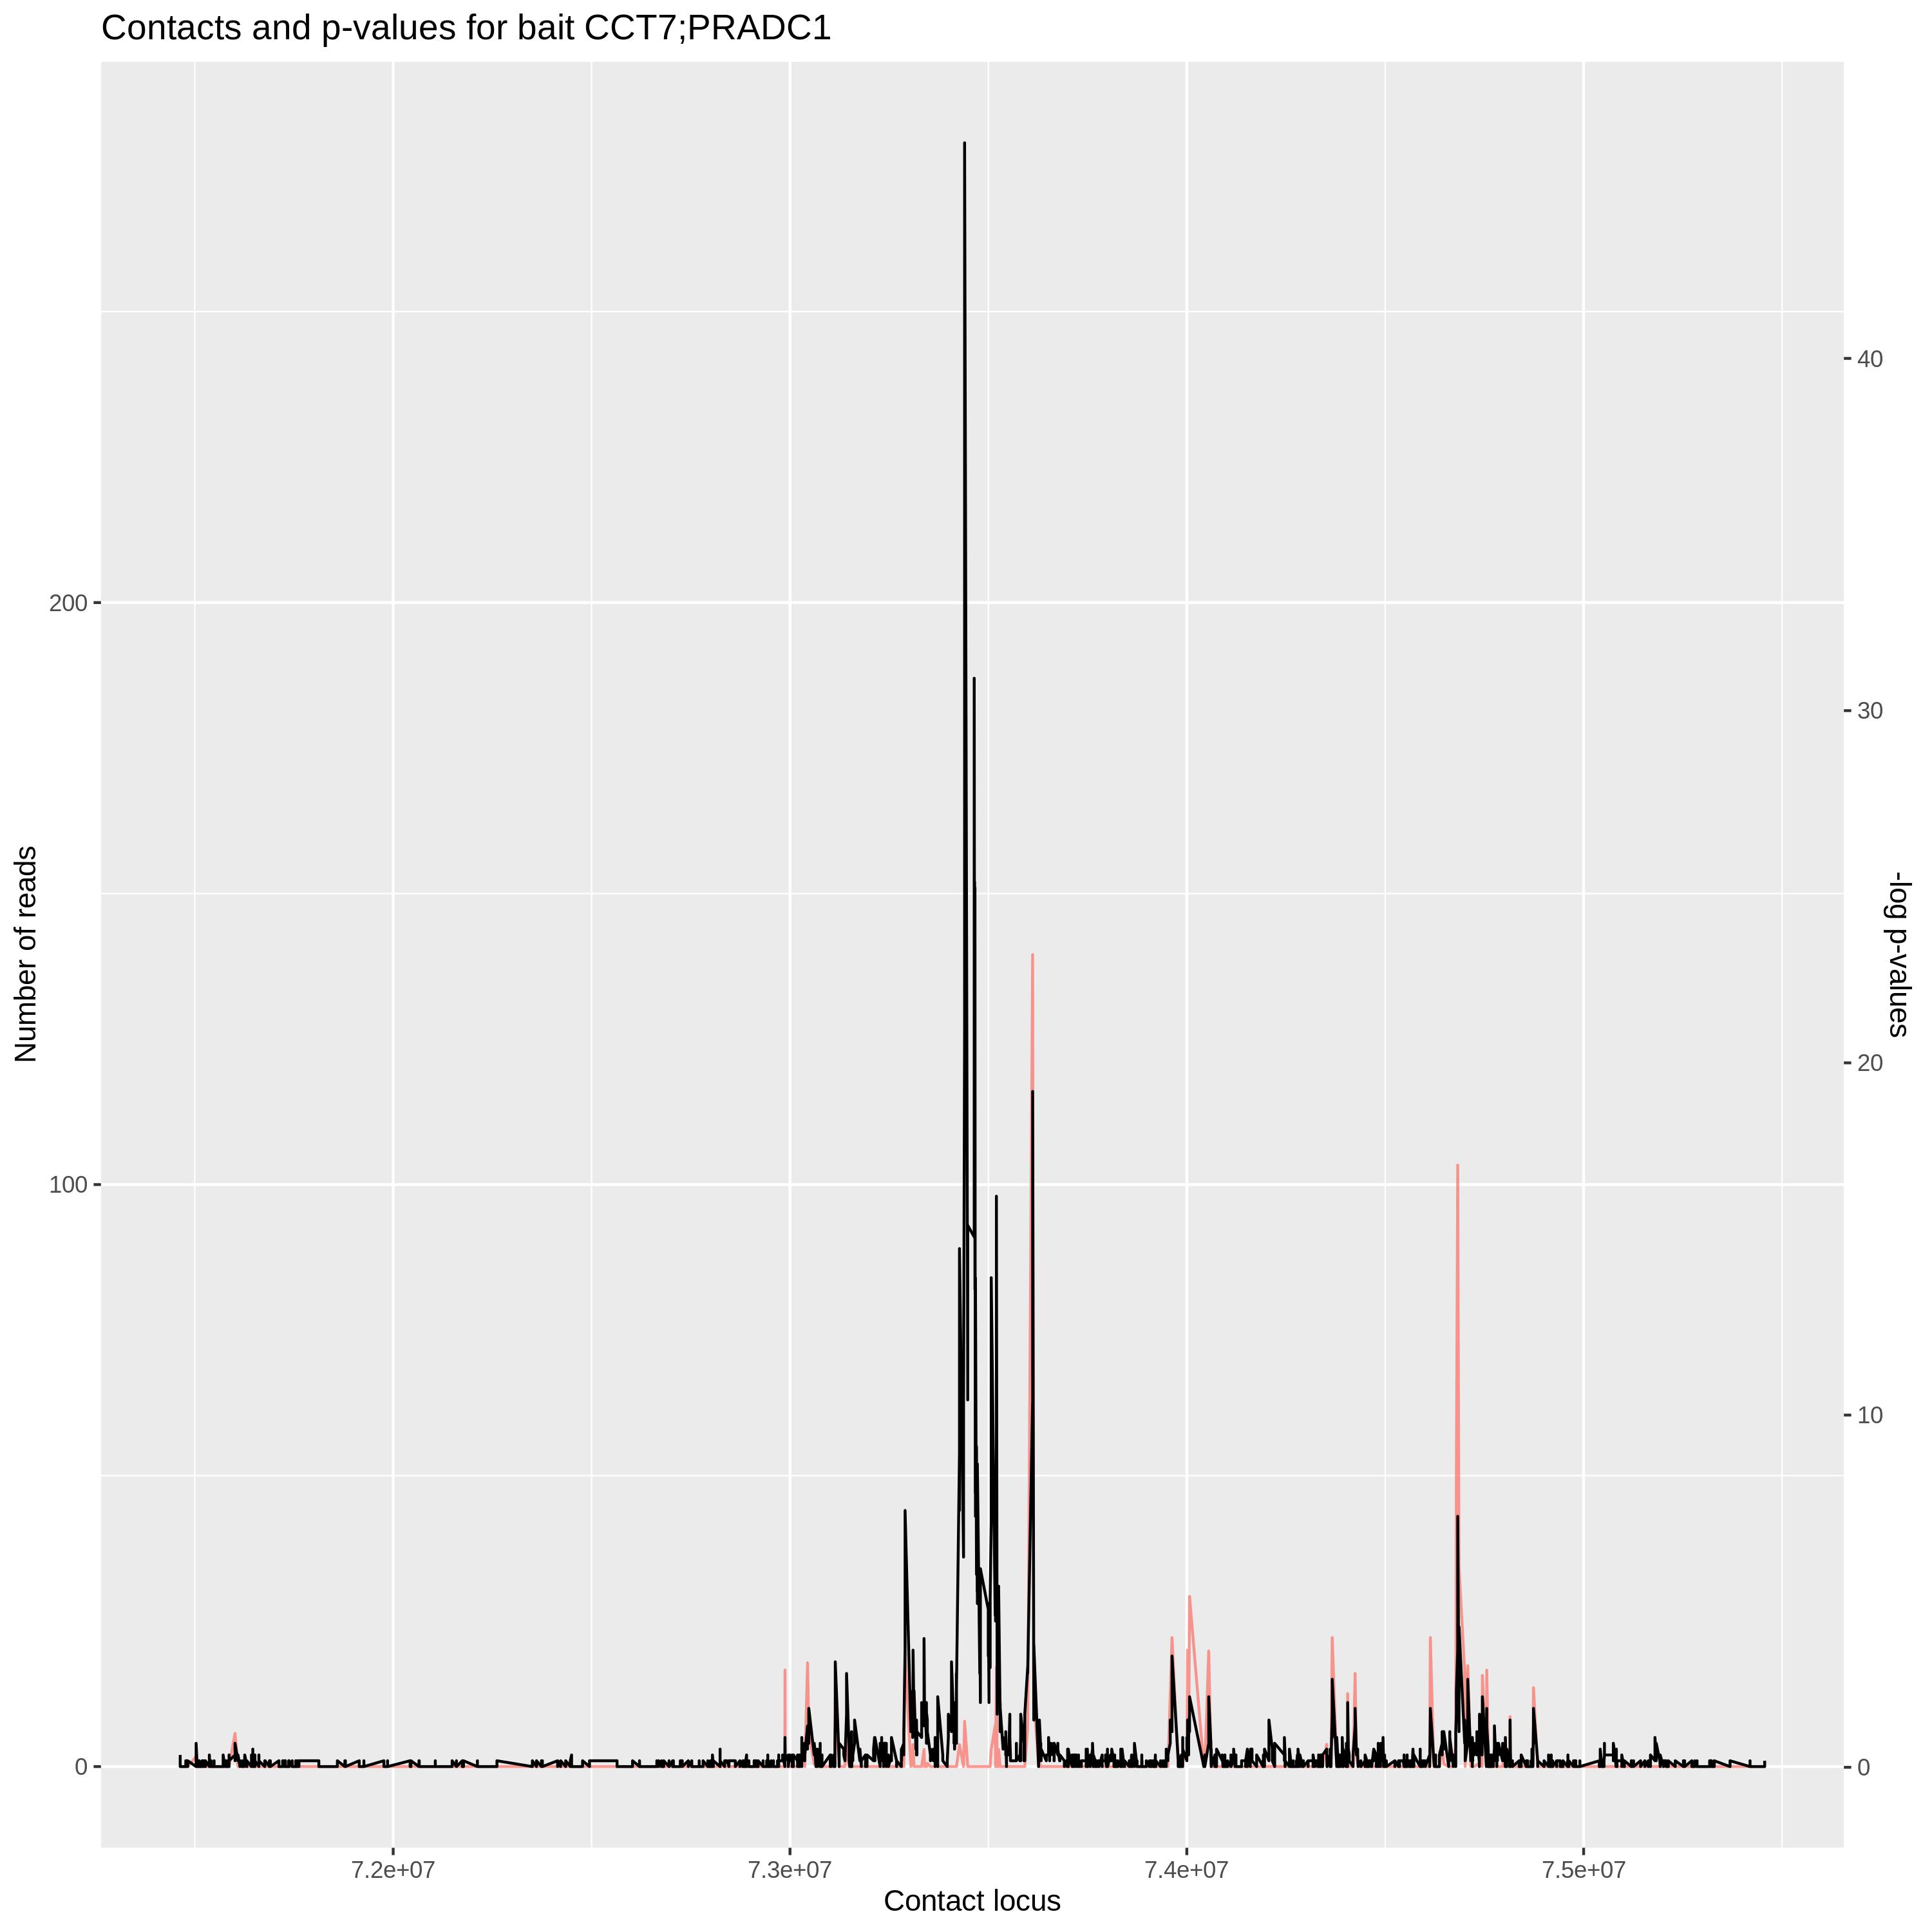 Contacts and p-values for bait CCT7;PRADC1
200
100
0
Number of reads
40
30
20
10
0
-log p-values
7.2e+07
7.3e+07
7.4e+07
7.5e+07
Contact locus